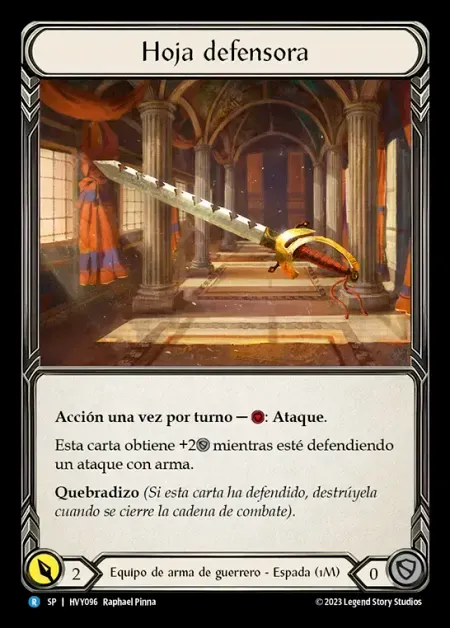 Hoja defensora
Acción una vez por turno — : Ataque.
Esta carta obtiene +2 mientras esté defendiendo
un ataque con arma.
Quebradizo (Si esta carta ha defendido, destrúyela
cuando se cierre la cadena de combate).
2 Equipo de arma de guerrero - Espada (1M) 0
R SP | HVY096 Raphael Pinna © 2023 Legend Story Studios